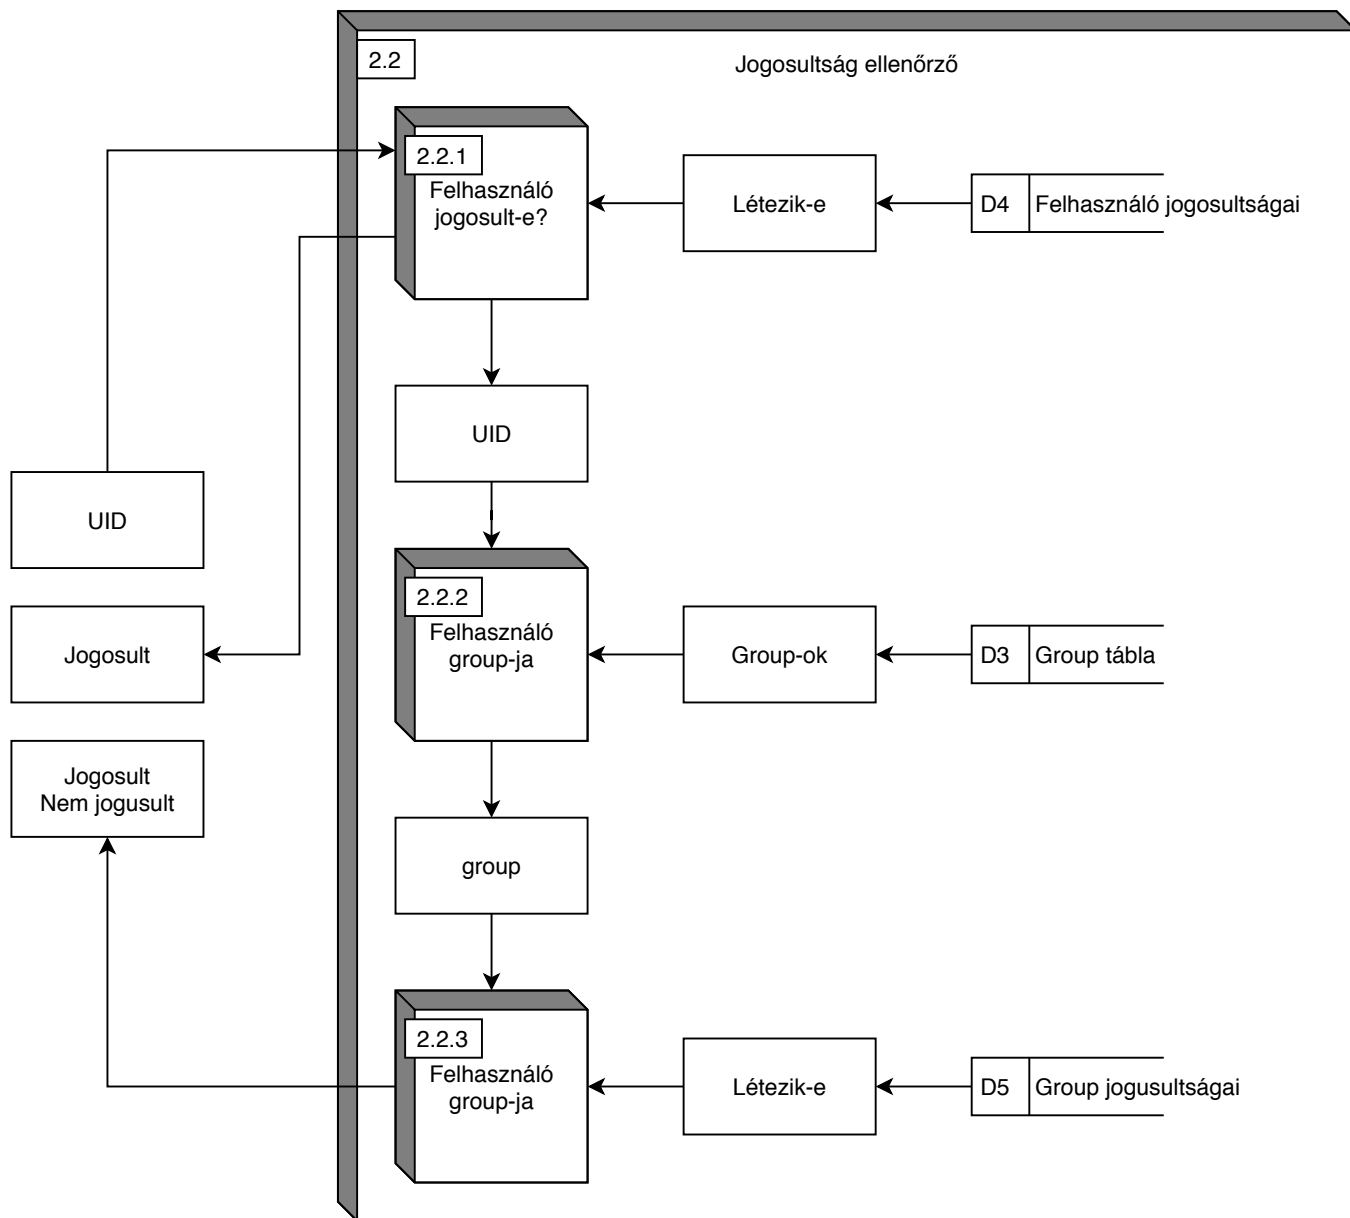 2.2
Jogosultság ellenőrző
2.2.1
Felhasználó
jogosult-e?
Létezik-e
D4
Felhasználó jogosultságai
UID
UID
2.2.2
Felhasználó
group-ja
Jogosult
Group-ok
D3
Group tábla
Jogosult
Nem jogusult
group
2.2.3
Felhasználó
group-ja
Létezik-e
D5
Group jogusultságai